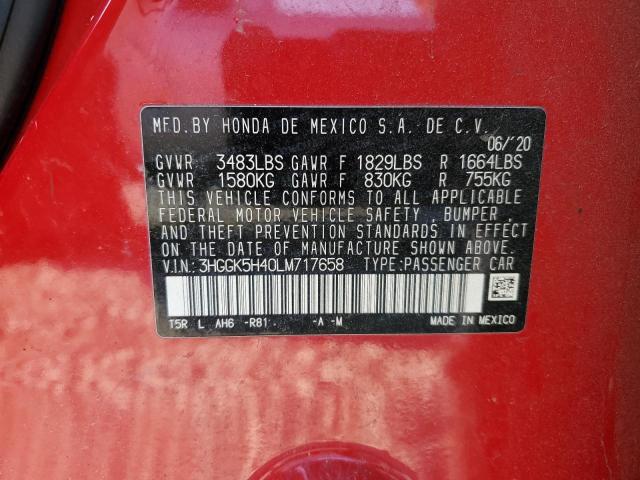 MFD.BY HONDA DE MEXICO S.A. DE C.V.
06/'20
GVWR 3483LBS GAWR F 1829LBS R 1664LBS
GVWR 1580KG GAWR F 830KG R 755KG
THIS VEHICLE CONFORMS TO ALL APPLICABLE
FEDERAL MOTOR VEHICLE SAFETY , BUMPER ,
AND THEFT PREVENTION STANDARDS IN EFFECT
ON THE DATE OF MANUFACTURE SHOWN ABOVE.
V.I.N.: 3HGGK5H40LM717658 TYPE:PASSENGER CAR
T5R L AH6 -R81 -A -M MADE IN MEXICO